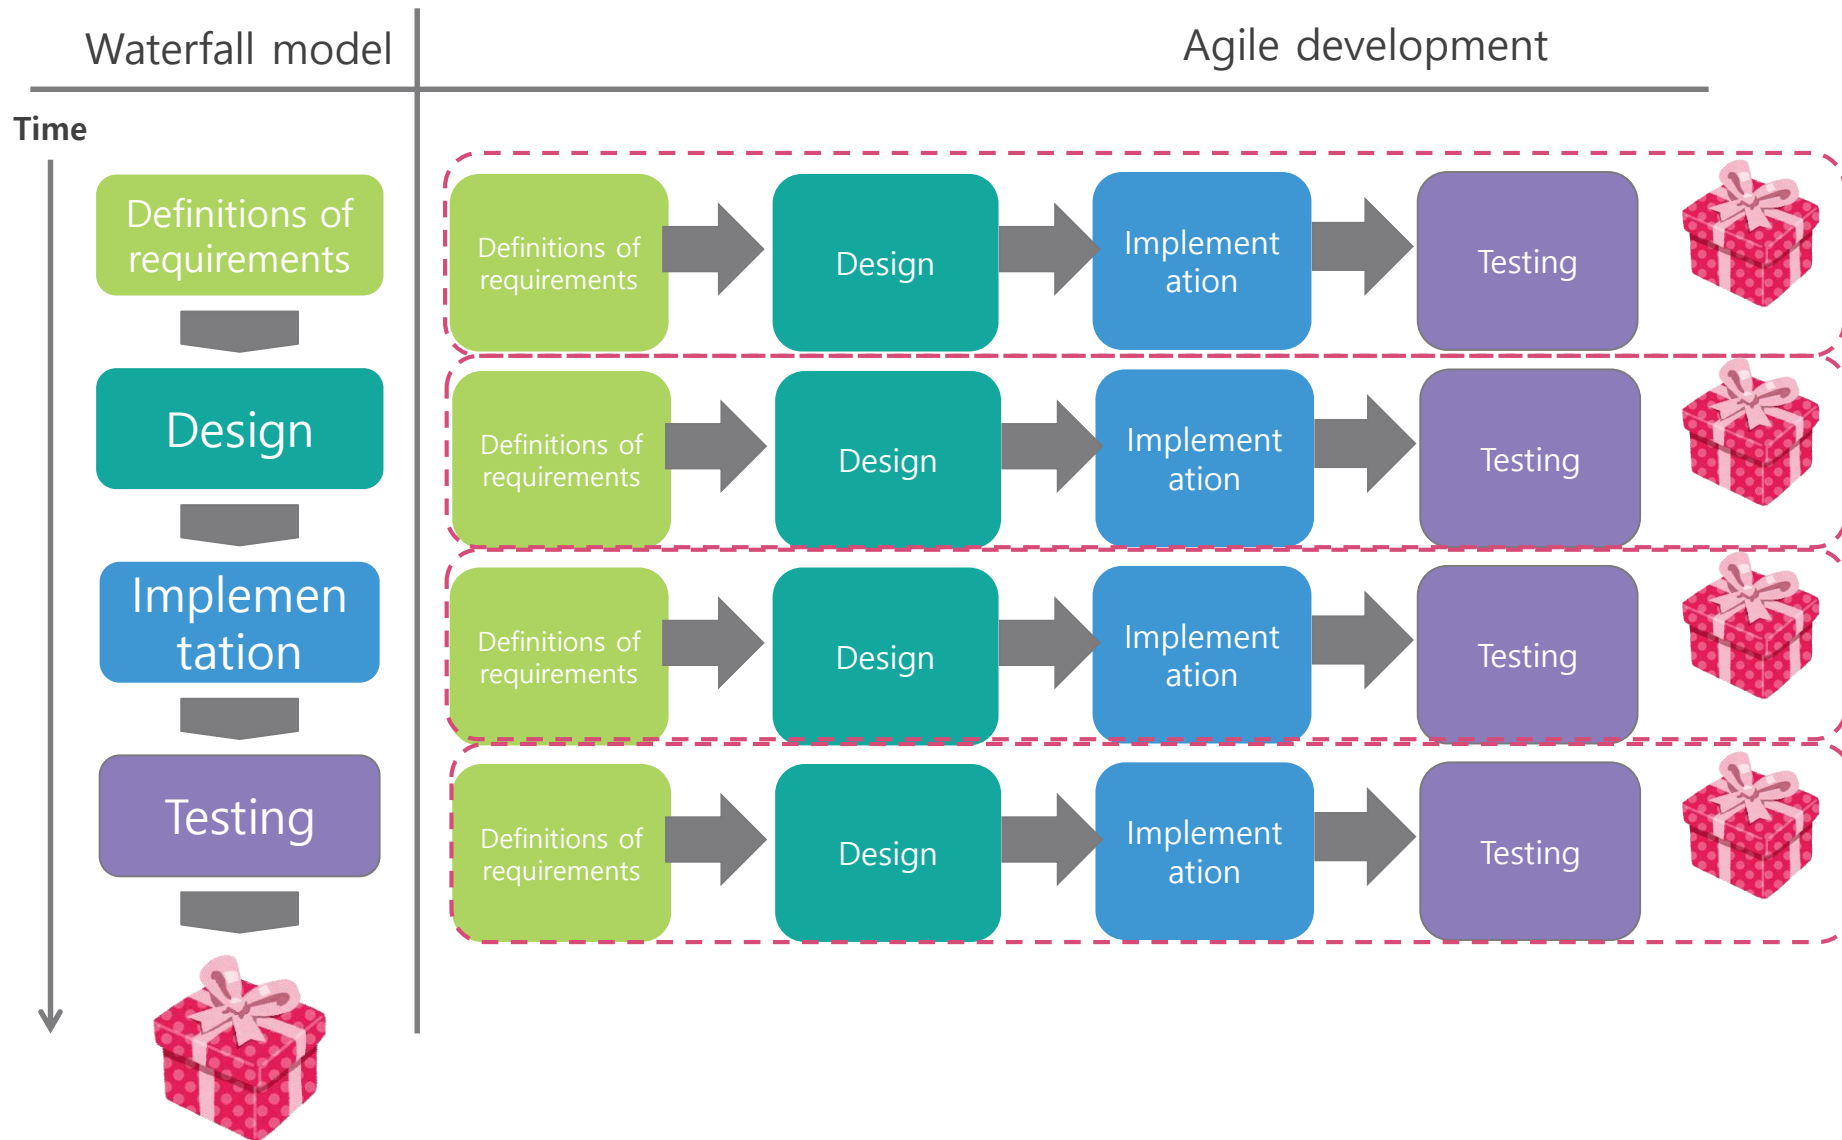 Waterfall model
Agile development
Time
Definitions of
requirements
Design
Implemen
tation
Testing
Definitions of
requirements
Design
Implement
ation
Testing
Definitions of
requirements
Design
Implement
ation
Testing
Definitions of
requirements
Design
Implement
ation
Testing
Definitions of
requirements
Design
Implement
ation
Testing